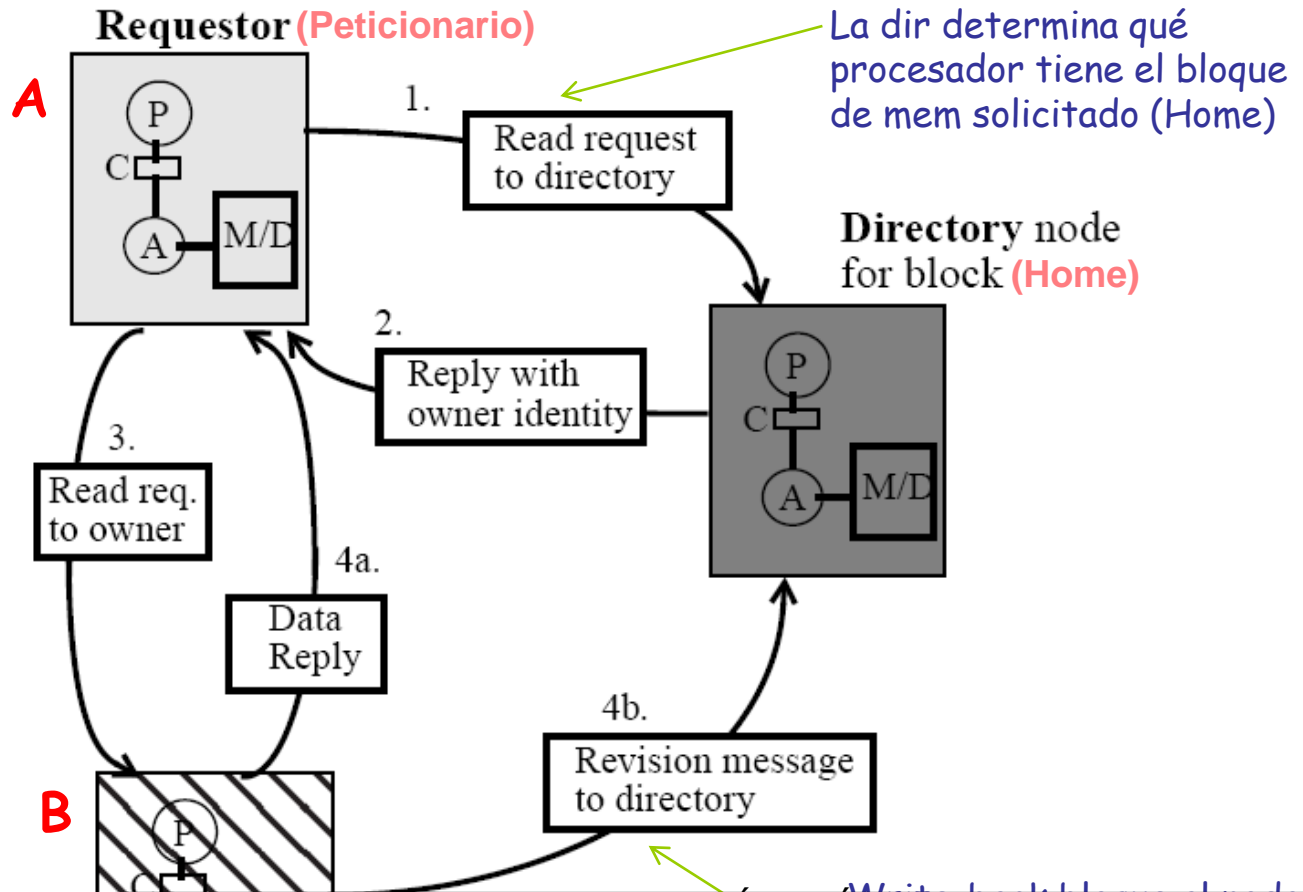 Requestor (Peticionario)
La dir determina qué
procesador tiene el bloque
de mem solicitado (Home)
A
P
C
A
M/D
1.
Read request
to directory
Directory node
for block (Home)
P
C
A
M/D
2.
Reply with
owner identity
3.
Read req.
to owner
4a.
Data
Reply
4b.
Revision message
to directory
B
P
C